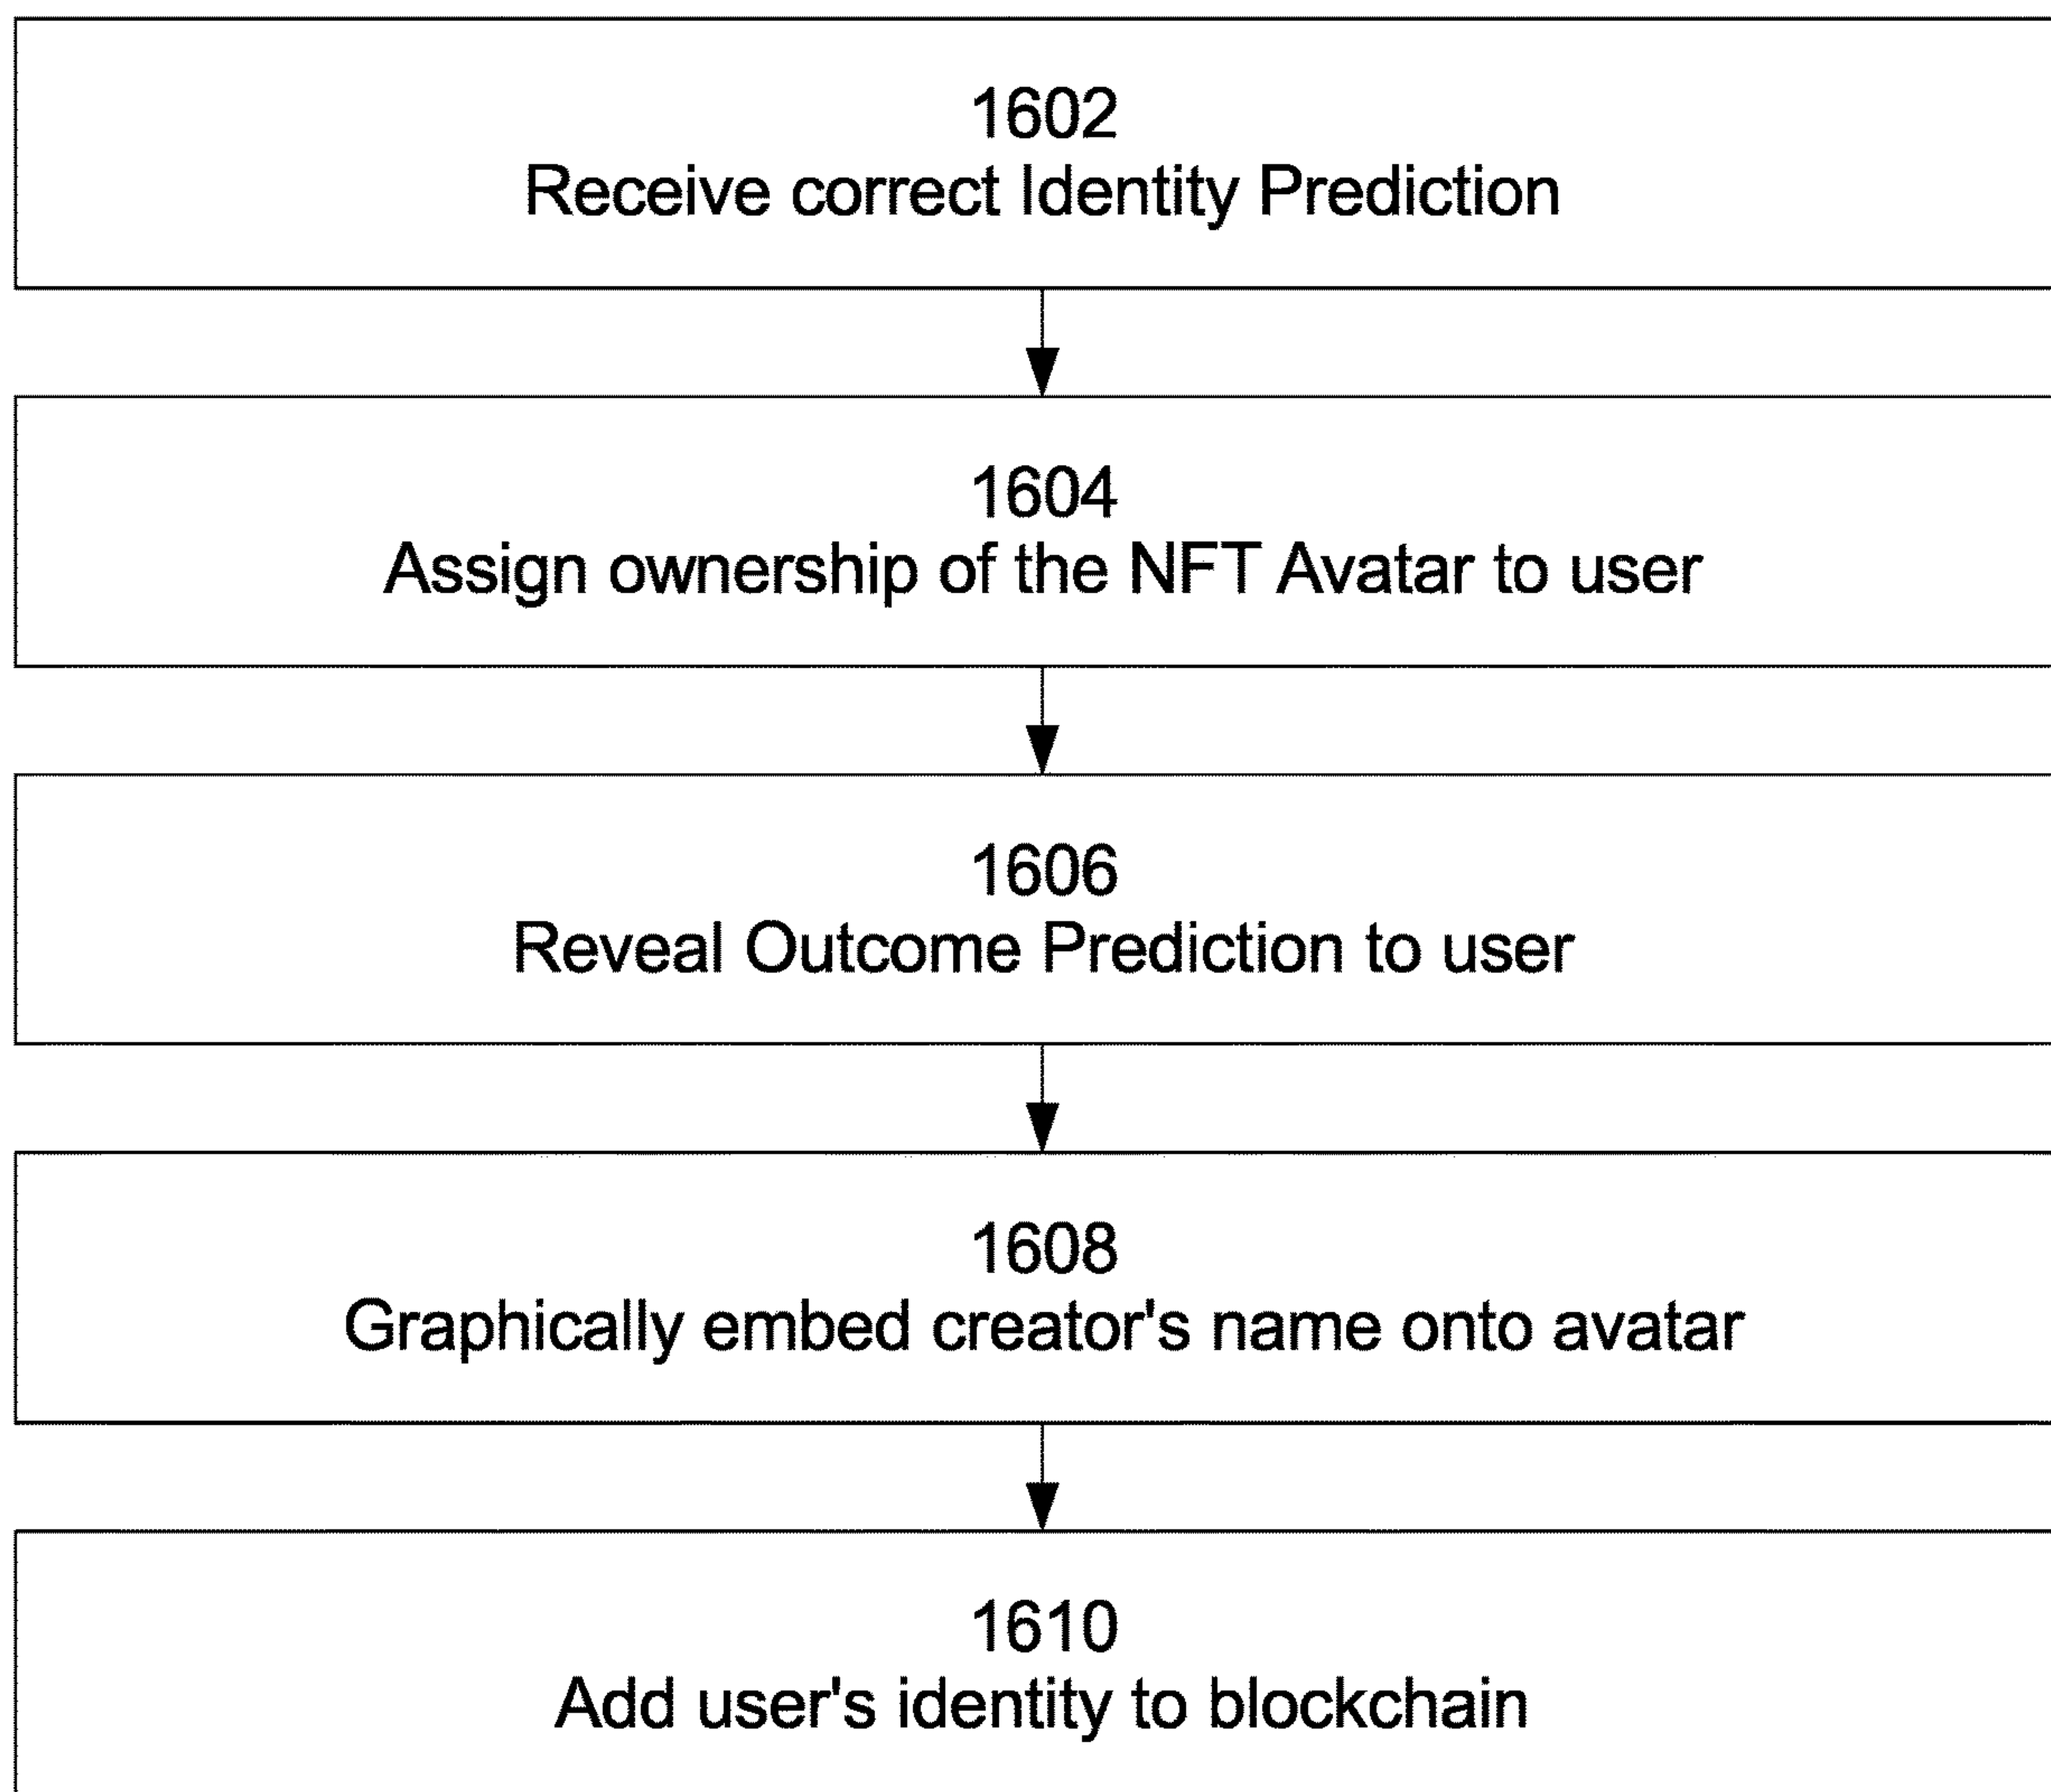 1602
Receive correct Identity Prediction
1604
Assign ownership of the NFT Avatar to user
1606
Reveal Outcome Prediction to user
1608
Graphically embed creator's name onto avatar
1610
Add user's identity to blockchain